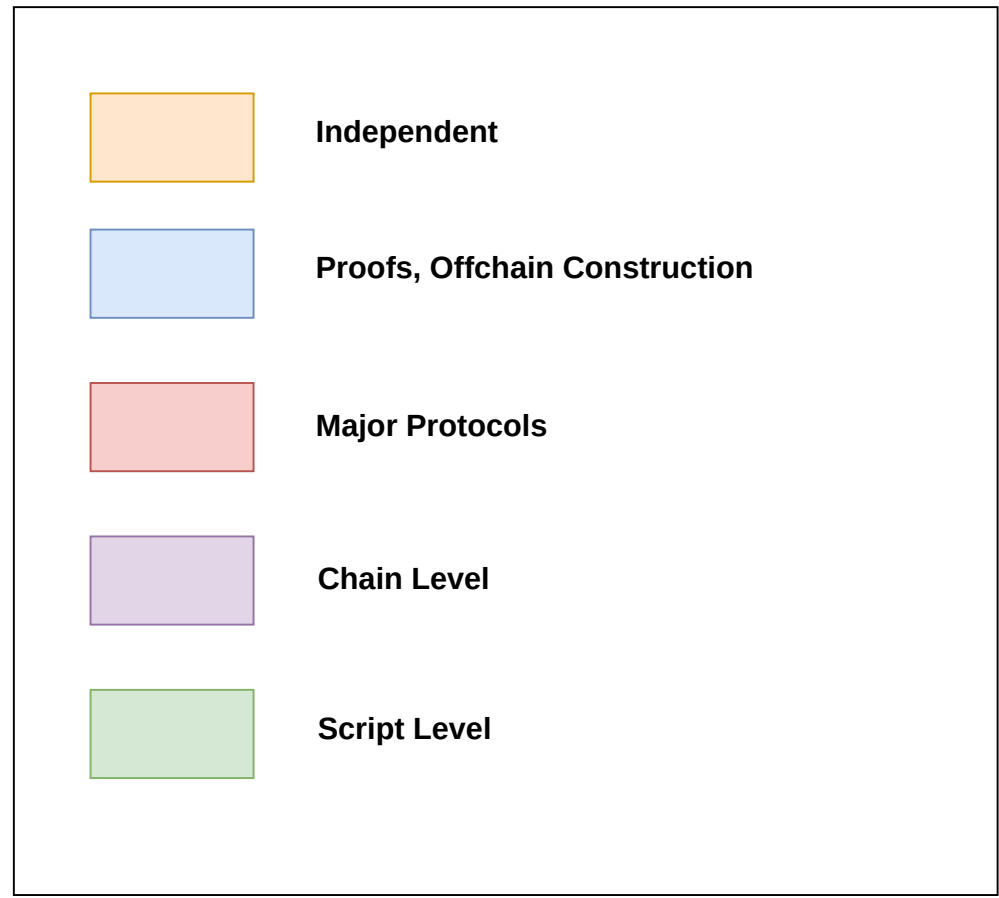 Independent
Proofs, Offchain Construction
Major Protocols
Chain Level
Script Level